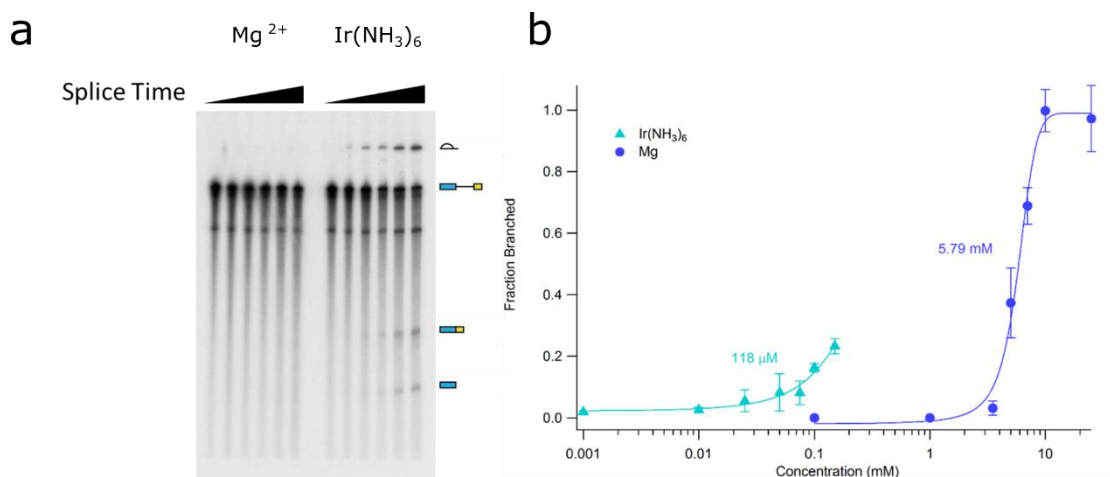 a
Mg ²⁺ Ir(NH₃)₆
Splice Time
b
1.0
0.8
0.6
0.4
0.2
0.0
Fraction Branched
Ir(NH₃)₆
Mg
5.79 mM
118 µM
0.001 0.01 0.1 1 10
Concentration (mM)